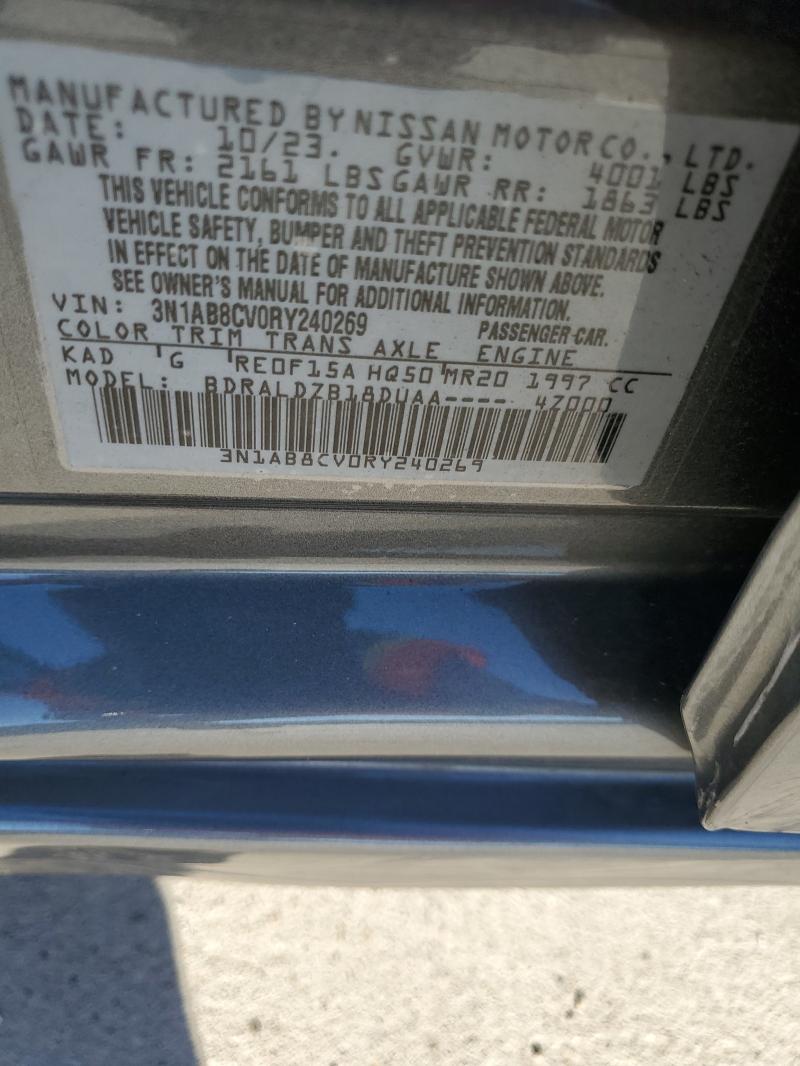 MANUFACTURED BY NISSAN MOTOR CO., LTD.
DATE: 10/23. GVWR: 4001 LBS
GAWR FR: 2161 LBS GAWR RR: 1863 LBS
THIS VEHICLE CONFORMS TO ALL APPLICABLE FEDERAL MOTOR
VEHICLE SAFETY, BUMPER AND THEFT PREVENTION STANDARDS
IN EFFECT ON THE DATE OF MANUFACTURE SHOWN ABOVE.
SEE OWNER'S MANUAL FOR ADDITIONAL INFORMATION.
VIN: 3N1AB8CV0RY240269 PASSENGER CAR.
COLOR TRIM TRANS AXLE ENGINE
KAD G RE0F15A HQ50 MR20 1997 CC
MODEL: BDRALDZB18DUAA---- 4Z000
3N1AB8CV0RY240269